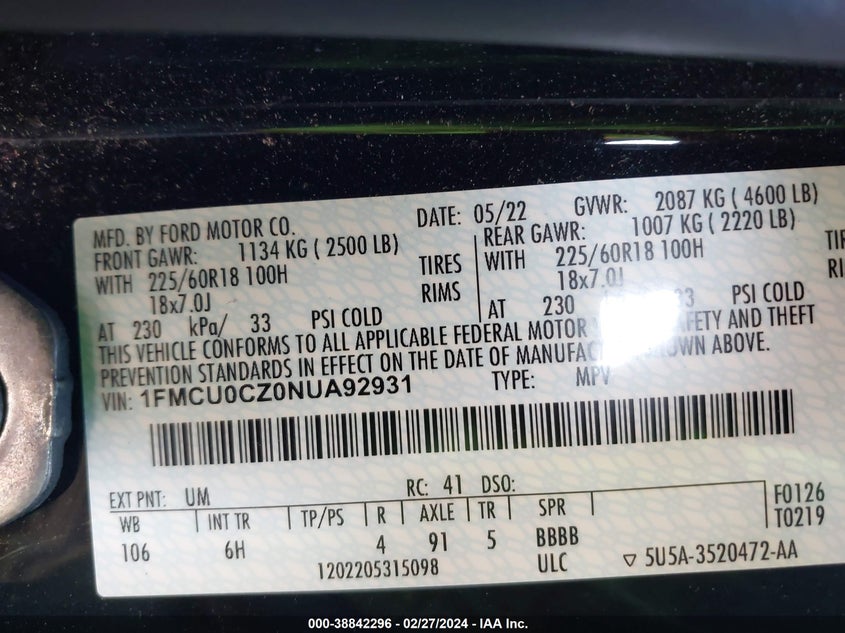 MFD. BY FORD MOTOR CO. DATE: 05/22 GVWR: 2087 KG ( 4600 LB)
FRONT GAWR: 1134 KG ( 2500 LB) REAR GAWR: 1007 KG ( 2220 LB)
WITH 225/60R18 100H TIRES WITH 225/60R18 100H
18x7.0J RIMS 18x7.0J
AT 230 kPa/ 33 PSI COLD AT 230 PSI COLD
THIS VEHICLE CONFORMS TO ALL APPLICABLE FEDERAL MOTOR AND THEFT
PREVENTION STANDARDS IN EFFECT ON THE DATE OF SHOWN ABOVE.
VIN: 1FMCU0CZ0NUA92931 TYPE: MPV
EXT PNT: UM RC: 41 DSO:
WB INT TR TP/PS R AXLE TR SPR F0126
106 6H 4 91 5 BBBB T0219
1202205315098 ULC ▽ 5U5A-3520472-AA
000-38842296 - 02/27/2024 - IAA Inc.